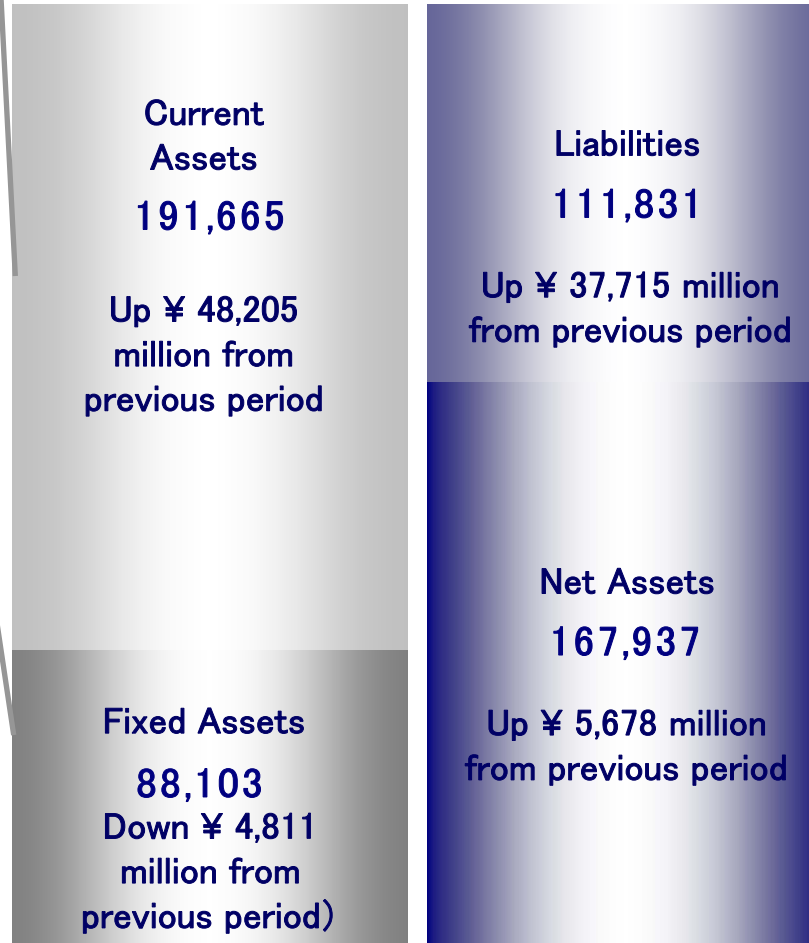 Current
Assets
191,665
Up ¥ 48,205
million from
previous period
Fixed Assets
88,103
Down ¥ 4,811
million from
previous period)
Liabilities
111,831
Up ¥ 37,715 million
from previous period
Net Assets
167,937
Up ¥ 5,678 million
from previous period